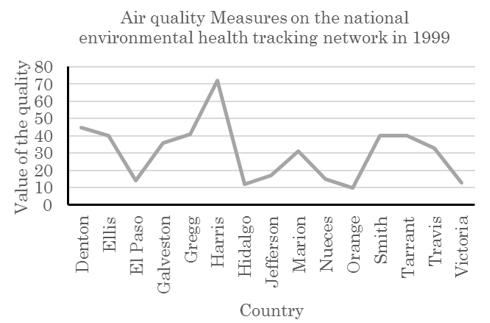 Air quality Measures on the national
environmental health tracking network in 1999
Value of the quality
80
70
60
50
40
30
20
10
0
Denton
Ellis
El Paso
Galveston
Gregg
Harris
Hidalgo
Jefferson
Marion
Nueces
Orange
Smith
Tarrant
Travis
Victoria
Country